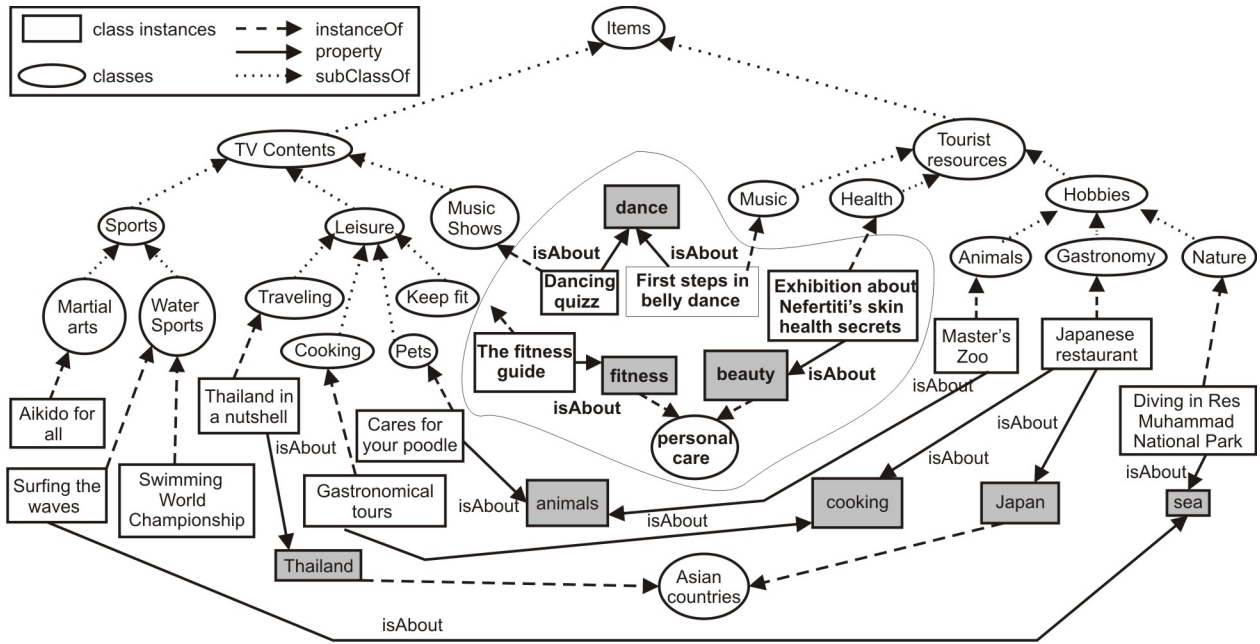 class instances
instanceOf
property
classes
subClassOf
Items
TV Contents
Tourist
resources
Sports
Leisure
Music
Shows
dance
Music
Health
Hobbies
isAbout
isAbout
Martial
arts
Water
Sports
Traveling
Keep fit
Dancing
quizz
First steps in
belly dance
Exhibition about
Nefertiti's skin
health secrets
Animals
Gastronomy
Nature
Cooking
Pets
The fitness
guide
fitness
beauty
isAbout
isAbout
Master's
Zoo
Japanese
restaurant
isAbout
Aikido for
all
Thailand in
a nutshell
Cares for
your poodle
personal
care
isAbout
Diving in Res
Muhammad
National Park
isAbout
isAbout
Surfing the
waves
Swimming
World
Championship
Gastronomical
tours
isAbout
animals
isAbout
cooking
Japan
sea
Thailand
Asian
countries
isAbout